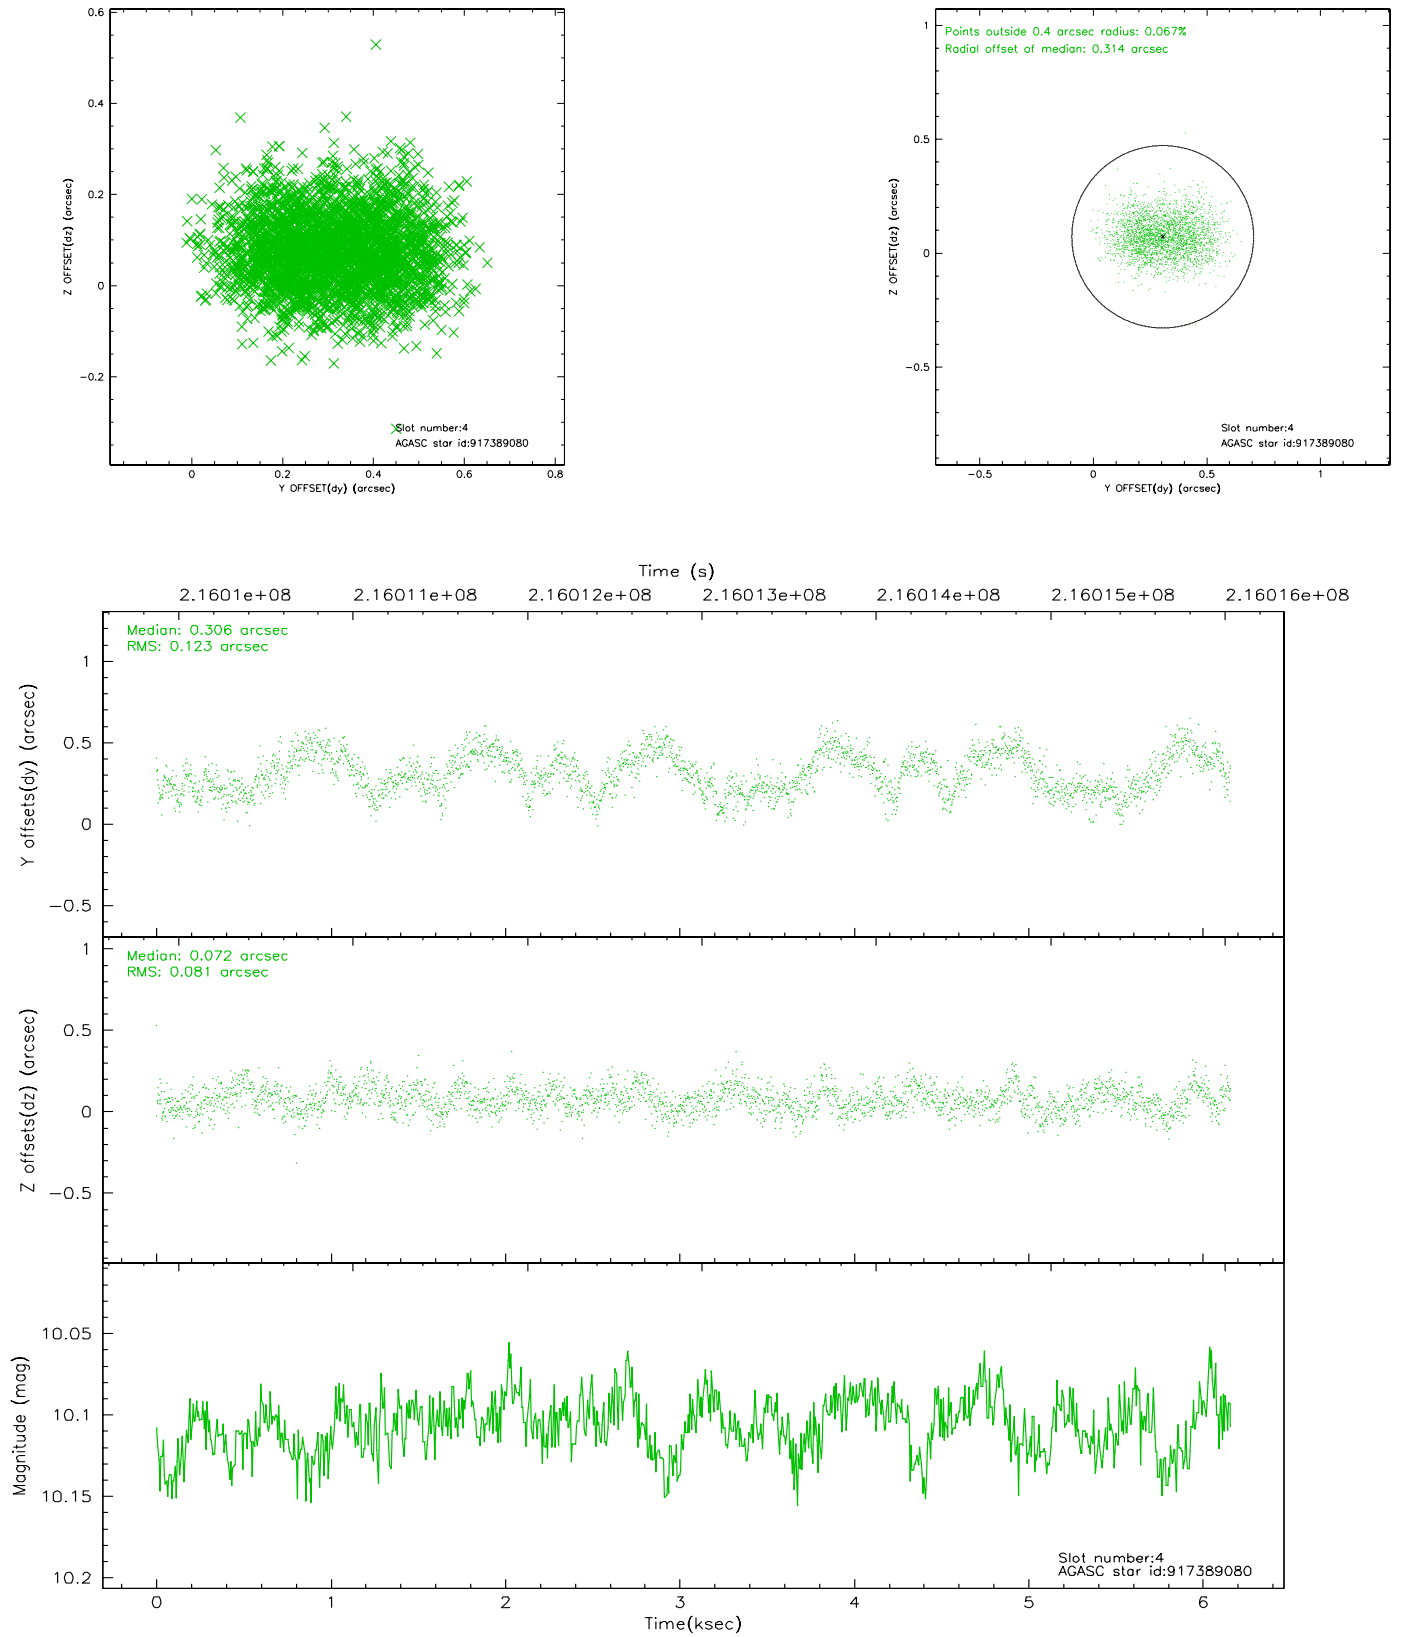 0.6
0.4
0.2
0
−0.2
Z OFFSET(dz) (arcsec)
Slot number:4
AGASC star id:917389080
0 0.2 0.4 0.6 0.8
Y OFFSET(dy) (arcsec)
Points outside 0.4 arcsec radius: 0.067%
Radial offset of median: 0.314 arcsec
1
0.5
0
−0.5
Z OFFSET(dz) (arcsec)
Slot number:4
AGASC star id:917389080
−0.5 0 0.5 1
Y OFFSET(dy) (arcsec)
Time (s)
2.1601e+08 2.16011e+08 2.16012e+08 2.16013e+08 2.16014e+08 2.16015e+08 2.16016e+08
Median: 0.306 arcsec
RMS: 0.123 arcsec
1
0.5
0
−0.5
Y offsets(dy) (arcsec)
Median: 0.072 arcsec
RMS: 0.081 arcsec
1
0.5
0
−0.5
Z offsets(dz) (arcsec)
10.05
10.1
10.15
10.2
Magnitude (mag)
Slot number:4
AGASC star id:917389080
0 1 2 3 4 5 6
Time(ksec)